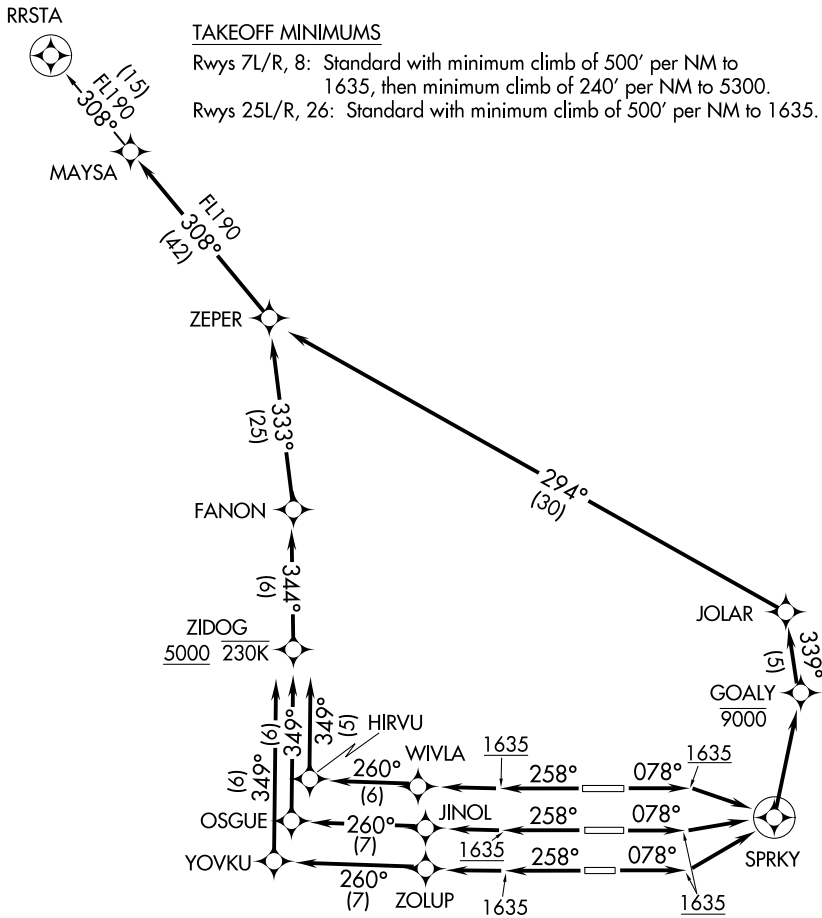 RRSTA
TAKEOFF MINIMUMS
Rwys 7L/R, 8: Standard with minimum climb of 500' per NM to
1635, then minimum climb of 240' per NM to 5300.
Rwys 25L/R, 26: Standard with minimum climb of 500' per NM to 1635.
(15)
FL190
308°
MAYSA
FL190
308°
(42)
ZEPER
333°
(25)
294°
(30)
FANON
344°
(6)
ZIDOG
5000 230K
JOLAR
339°
(5)
GOALY
9000
349°
(6)
349°
(6)
349°
(5)
HIRVU
WIVLA
1635
1635
260°
(6)
258°
078°
OSGUE
JINOL
260°
(7)
1635
258°
078°
SPRKY
YOVKU
260°
(7)
ZOLUP
258°
078°
1635
1635